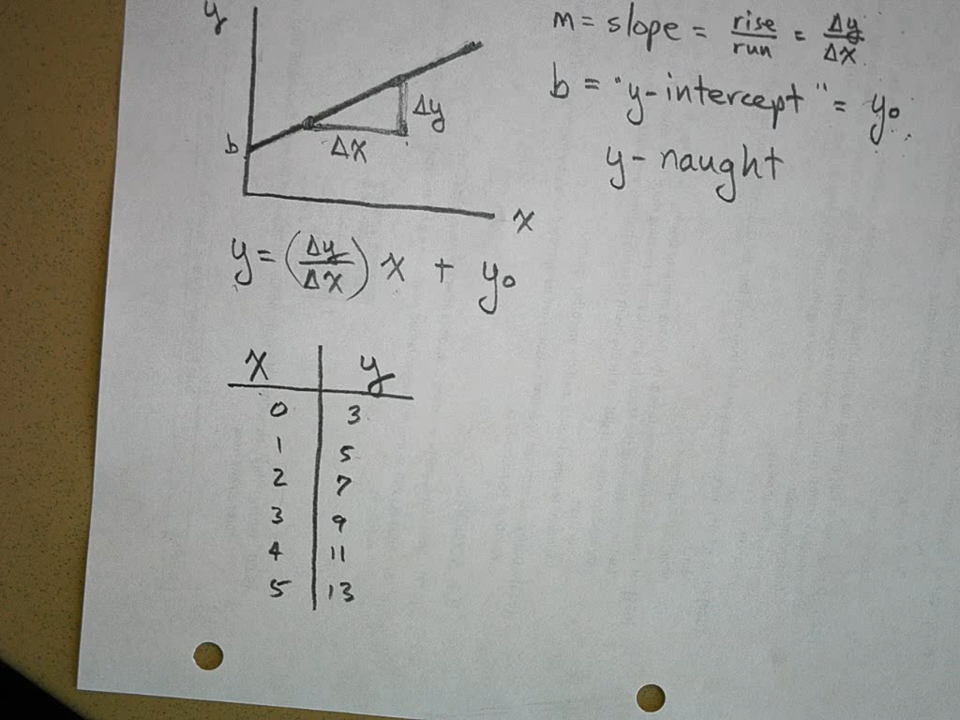 y
m = slope = rise/run = Δy/Δx
b = "y-intercept" = y₀
y-naught
Δy
b
Δx
x
y = (Δy/Δx) x + y₀
x y
0 3
1 5
2 7
3 9
4 11
5 13